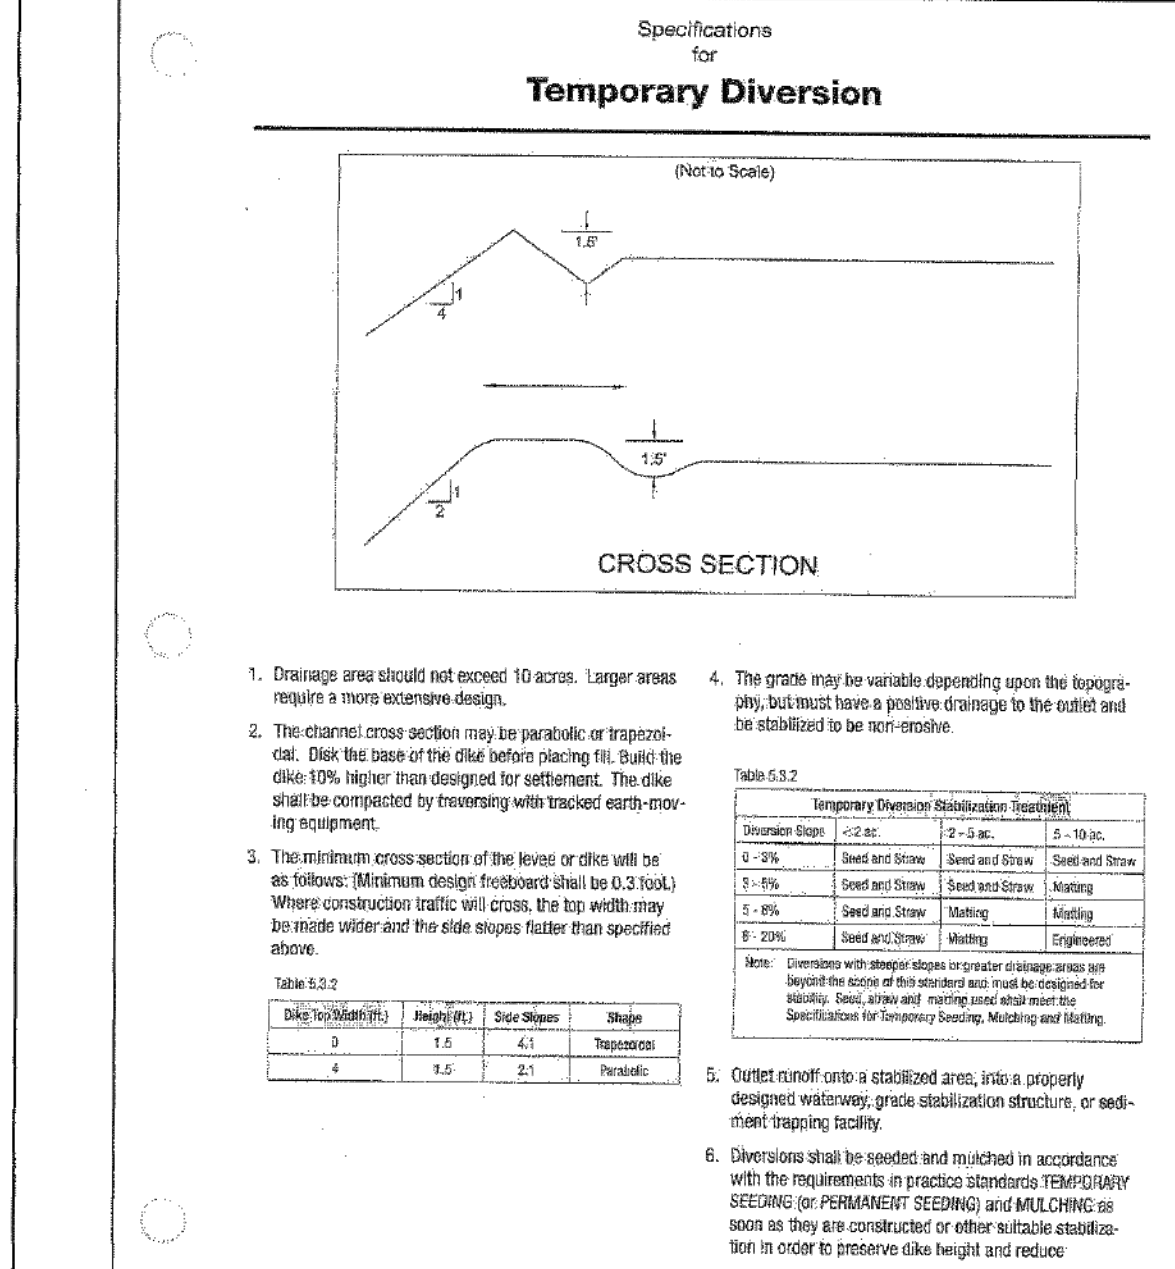 Specifications
for
Temporary Diversion
(Not to Scale)
1.5'
1
4
1.5'
1
2
CROSS SECTION
1. Drainage area should not exceed 10 acres. Larger areas
require a more extensive design.
2. The channel cross section may be parabolic or trapezoi-
dal. Disk the base of the dike before placing fill. Build the
dike 10% higher than designed for settlement. The dike
shall be compacted by traversing with tracked earth-mov-
ing equipment.
3. The minimum cross section of the levee or dike will be
as follows: (Minimum design freeboard shall be 0.3 foot.)
Where construction traffic will cross, the top width may
be made wider and the side slopes flatter than specified
above.
Table 5.3.2
Dike Top Width (ft.) Height (ft.) Side Slopes Shape
0 1.5 4:1 Trapezoidal
4 1.5 2:1 Parabolic
4. The grade may be variable depending upon the topogra-
phy, but must have a positive drainage to the outlet and
be stabilized to be non-erosive.
Table 5.3.2
Temporary Diversion Stabilization Treatment
Diversion Slope < 2 ac. 2 - 5 ac. 5 - 10 ac.
0 - 3% Seed and Straw Seed and Straw Seed and Straw
3 - 5% Seed and Straw Seed and Straw Matting
5 - 8% Seed and Straw Matting Matting
8 - 20% Seed and Straw Matting Engineered
Note: Diversions with steeper slopes or greater drainage areas are
beyond the scope of this standard and must be designed for
stability. Seed, straw and matting used shall meet the
Specifications for Temporary Seeding, Mulching and Matting.
5. Outlet runoff onto a stabilized area, into a properly
designed waterway, grade stabilization structure, or sedi-
ment trapping facility.
6. Diversions shall be seeded and mulched in accordance
with the requirements in practice standards TEMPORARY
SEEDING (or PERMANENT SEEDING) and MULCHING as
soon as they are constructed or other suitable stabiliza-
tion in order to preserve dike height and reduce